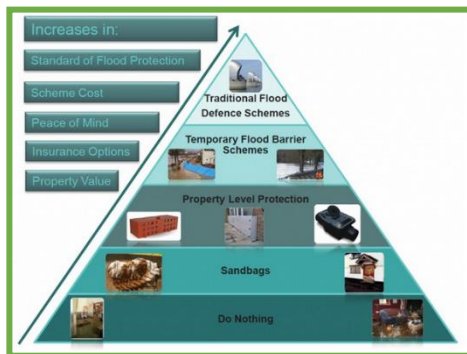 Increases in:
Standard of Flood Protection
Scheme Cost
Peace of Mind
Insurance Options
Property Value
Traditional Flood
Defence Schemes
Temporary Flood Barrier
Schemes
Property Level Protection
Sandbags
Do Nothing